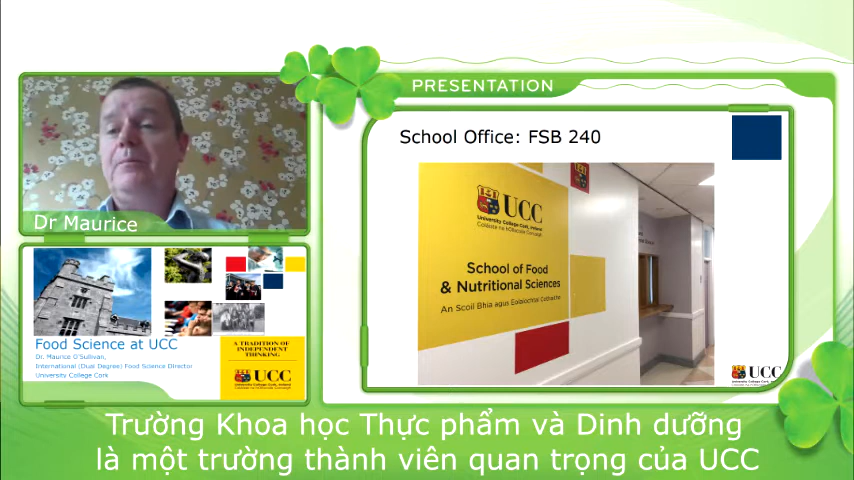 PRESENTATION
School Office: FSB 240
UCC
University College Cork, Ireland
Coláiste na hOllscoile Corcaigh
School of Food
& Nutritional Sciences
An Scoil Bhia agus Eolaíochtaí Cothaithe
UCC
Dr Maurice
Food Science at UCC
Dr. Maurice O'Sullivan,
International (Dual Degree) Food Science Director
University College Cork
A TRADITION OF
INDEPENDENT
THINKING
UCC
Trường Khoa học Thực phẩm và Dinh dưỡng
là một trường thành viên quan trọng của UCC